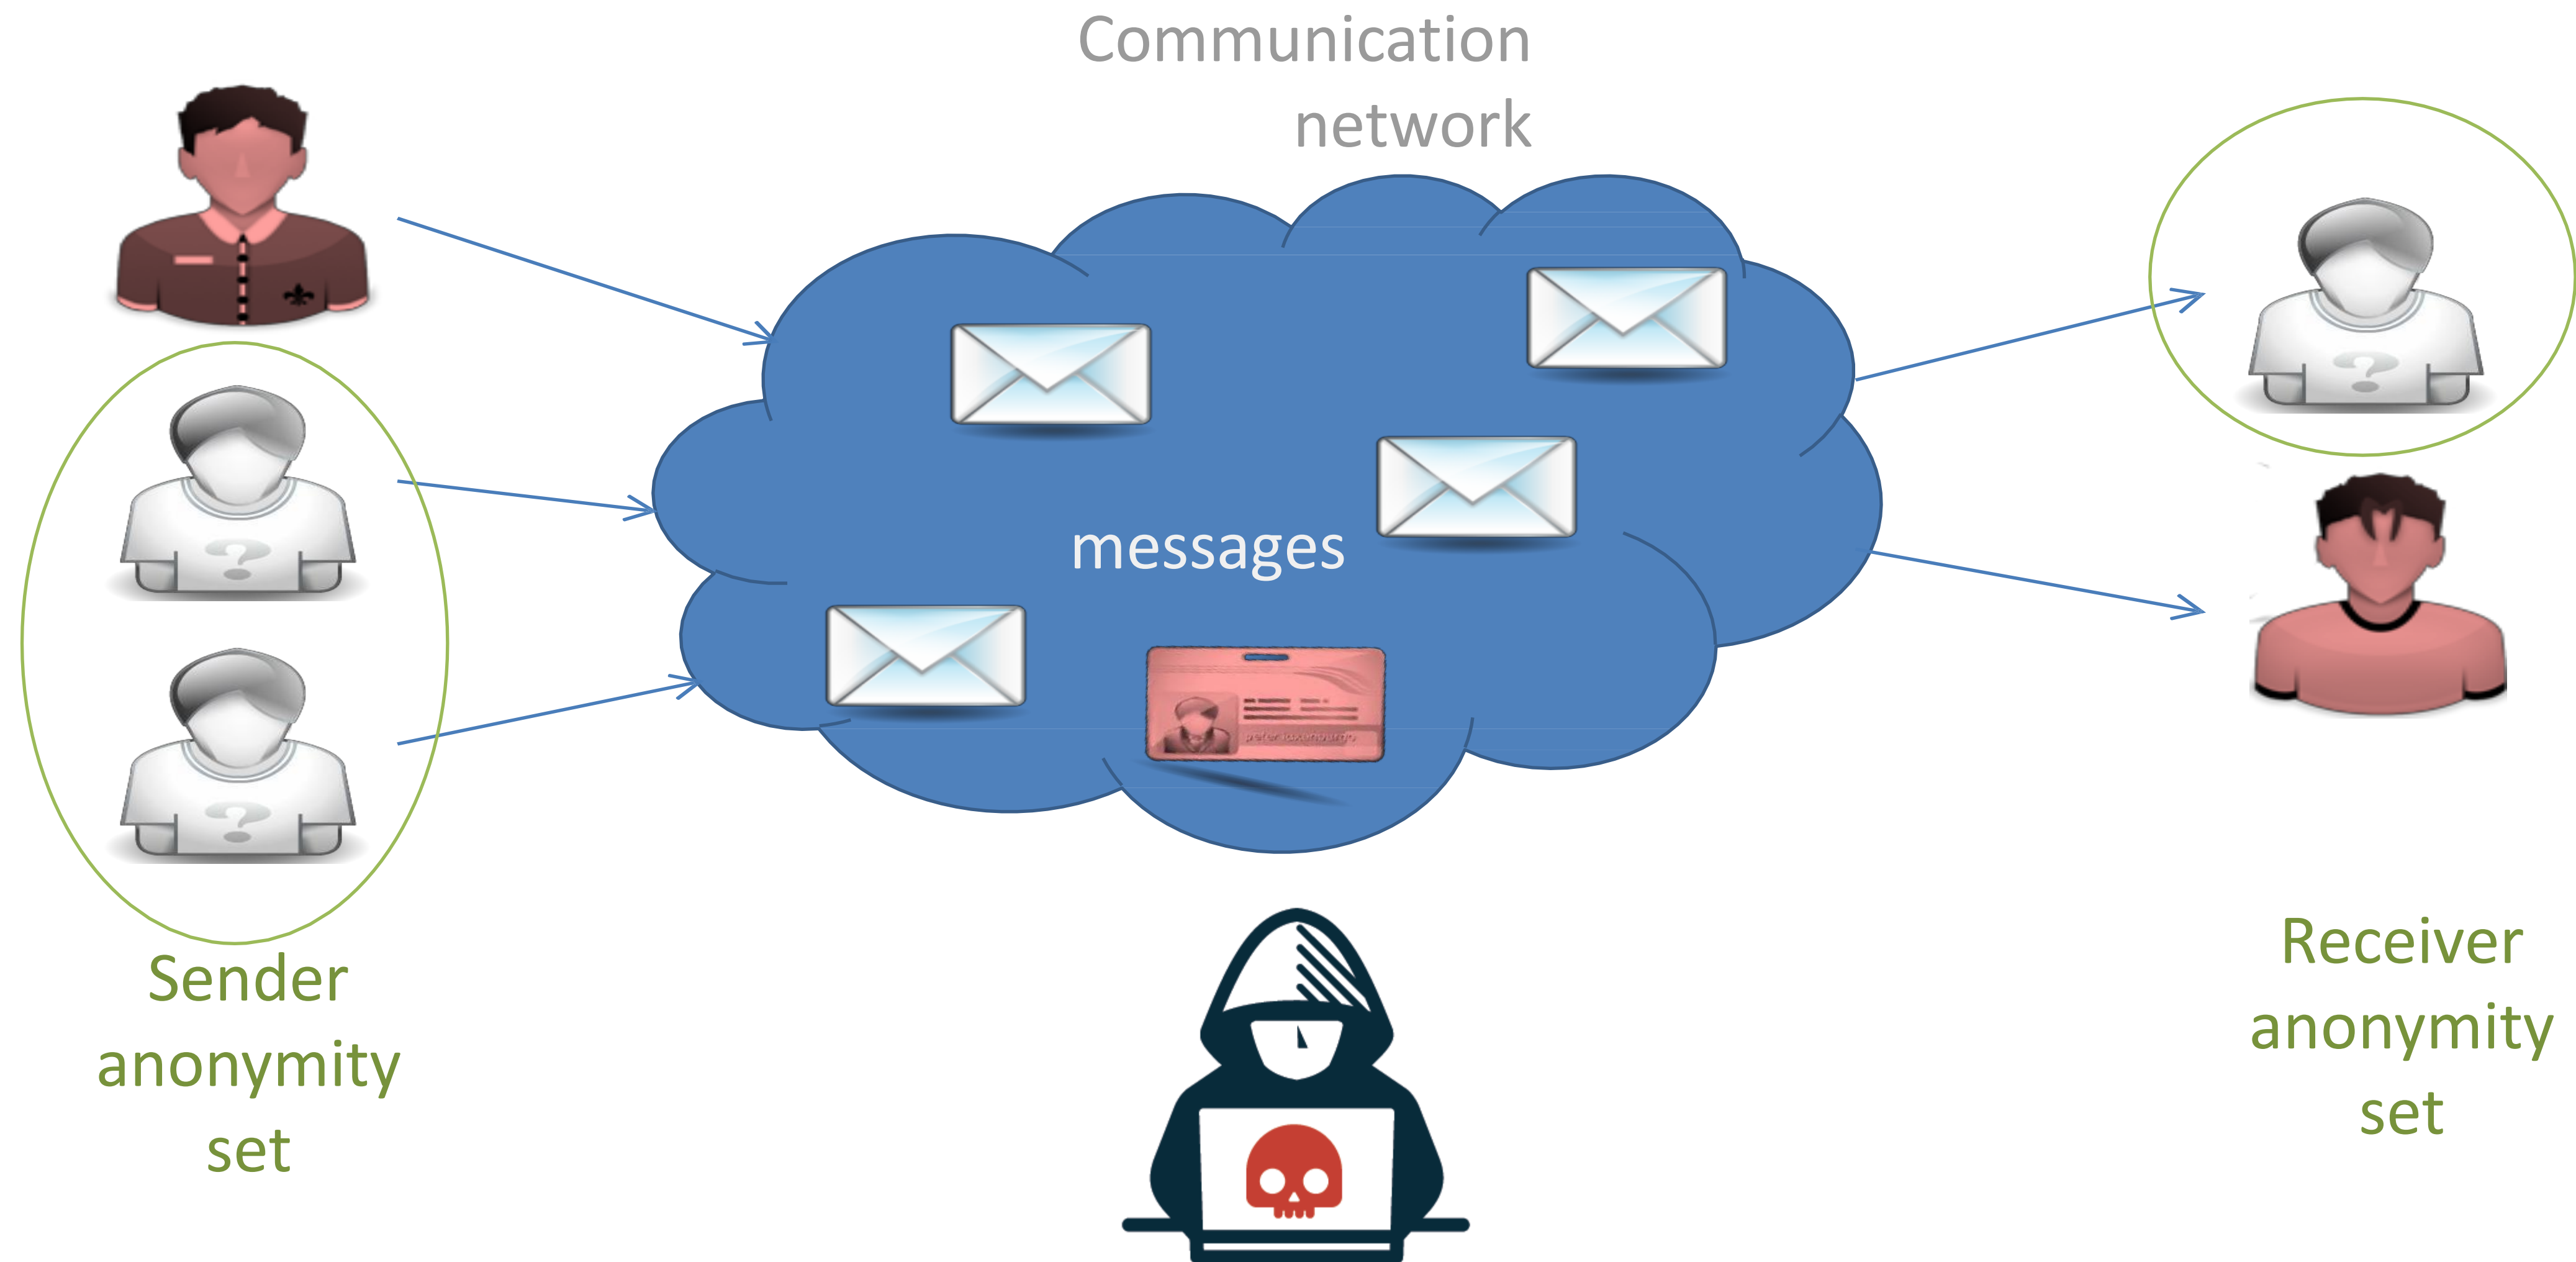 Communication
network
messages
Sender
anonymity
set
Receiver
anonymity
set